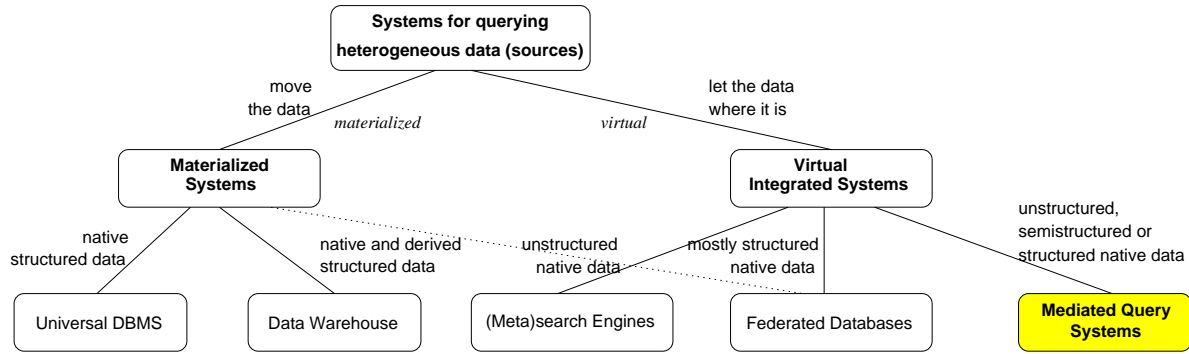 Systems for querying
heterogeneous data (sources)
move
the data
materialized
virtual
let the data
where it is
Materialized
Systems
Virtual
Integrated Systems
native
structured data
native and derived
structured data
unstructured
native data
mostly structured
native data
unstructured,
semistructured or
structured native data
Universal DBMS
Data Warehouse
(Meta)search Engines
Federated Databases
Mediated Query
Systems